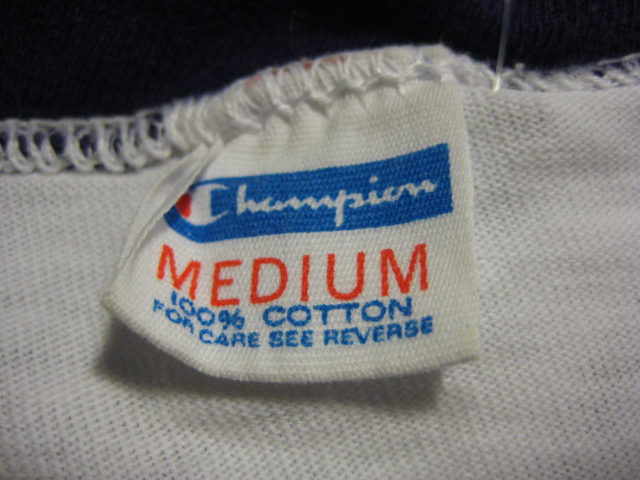 Champion
MEDIUM
100% COTTON
FOR CARE SEE REVERSE